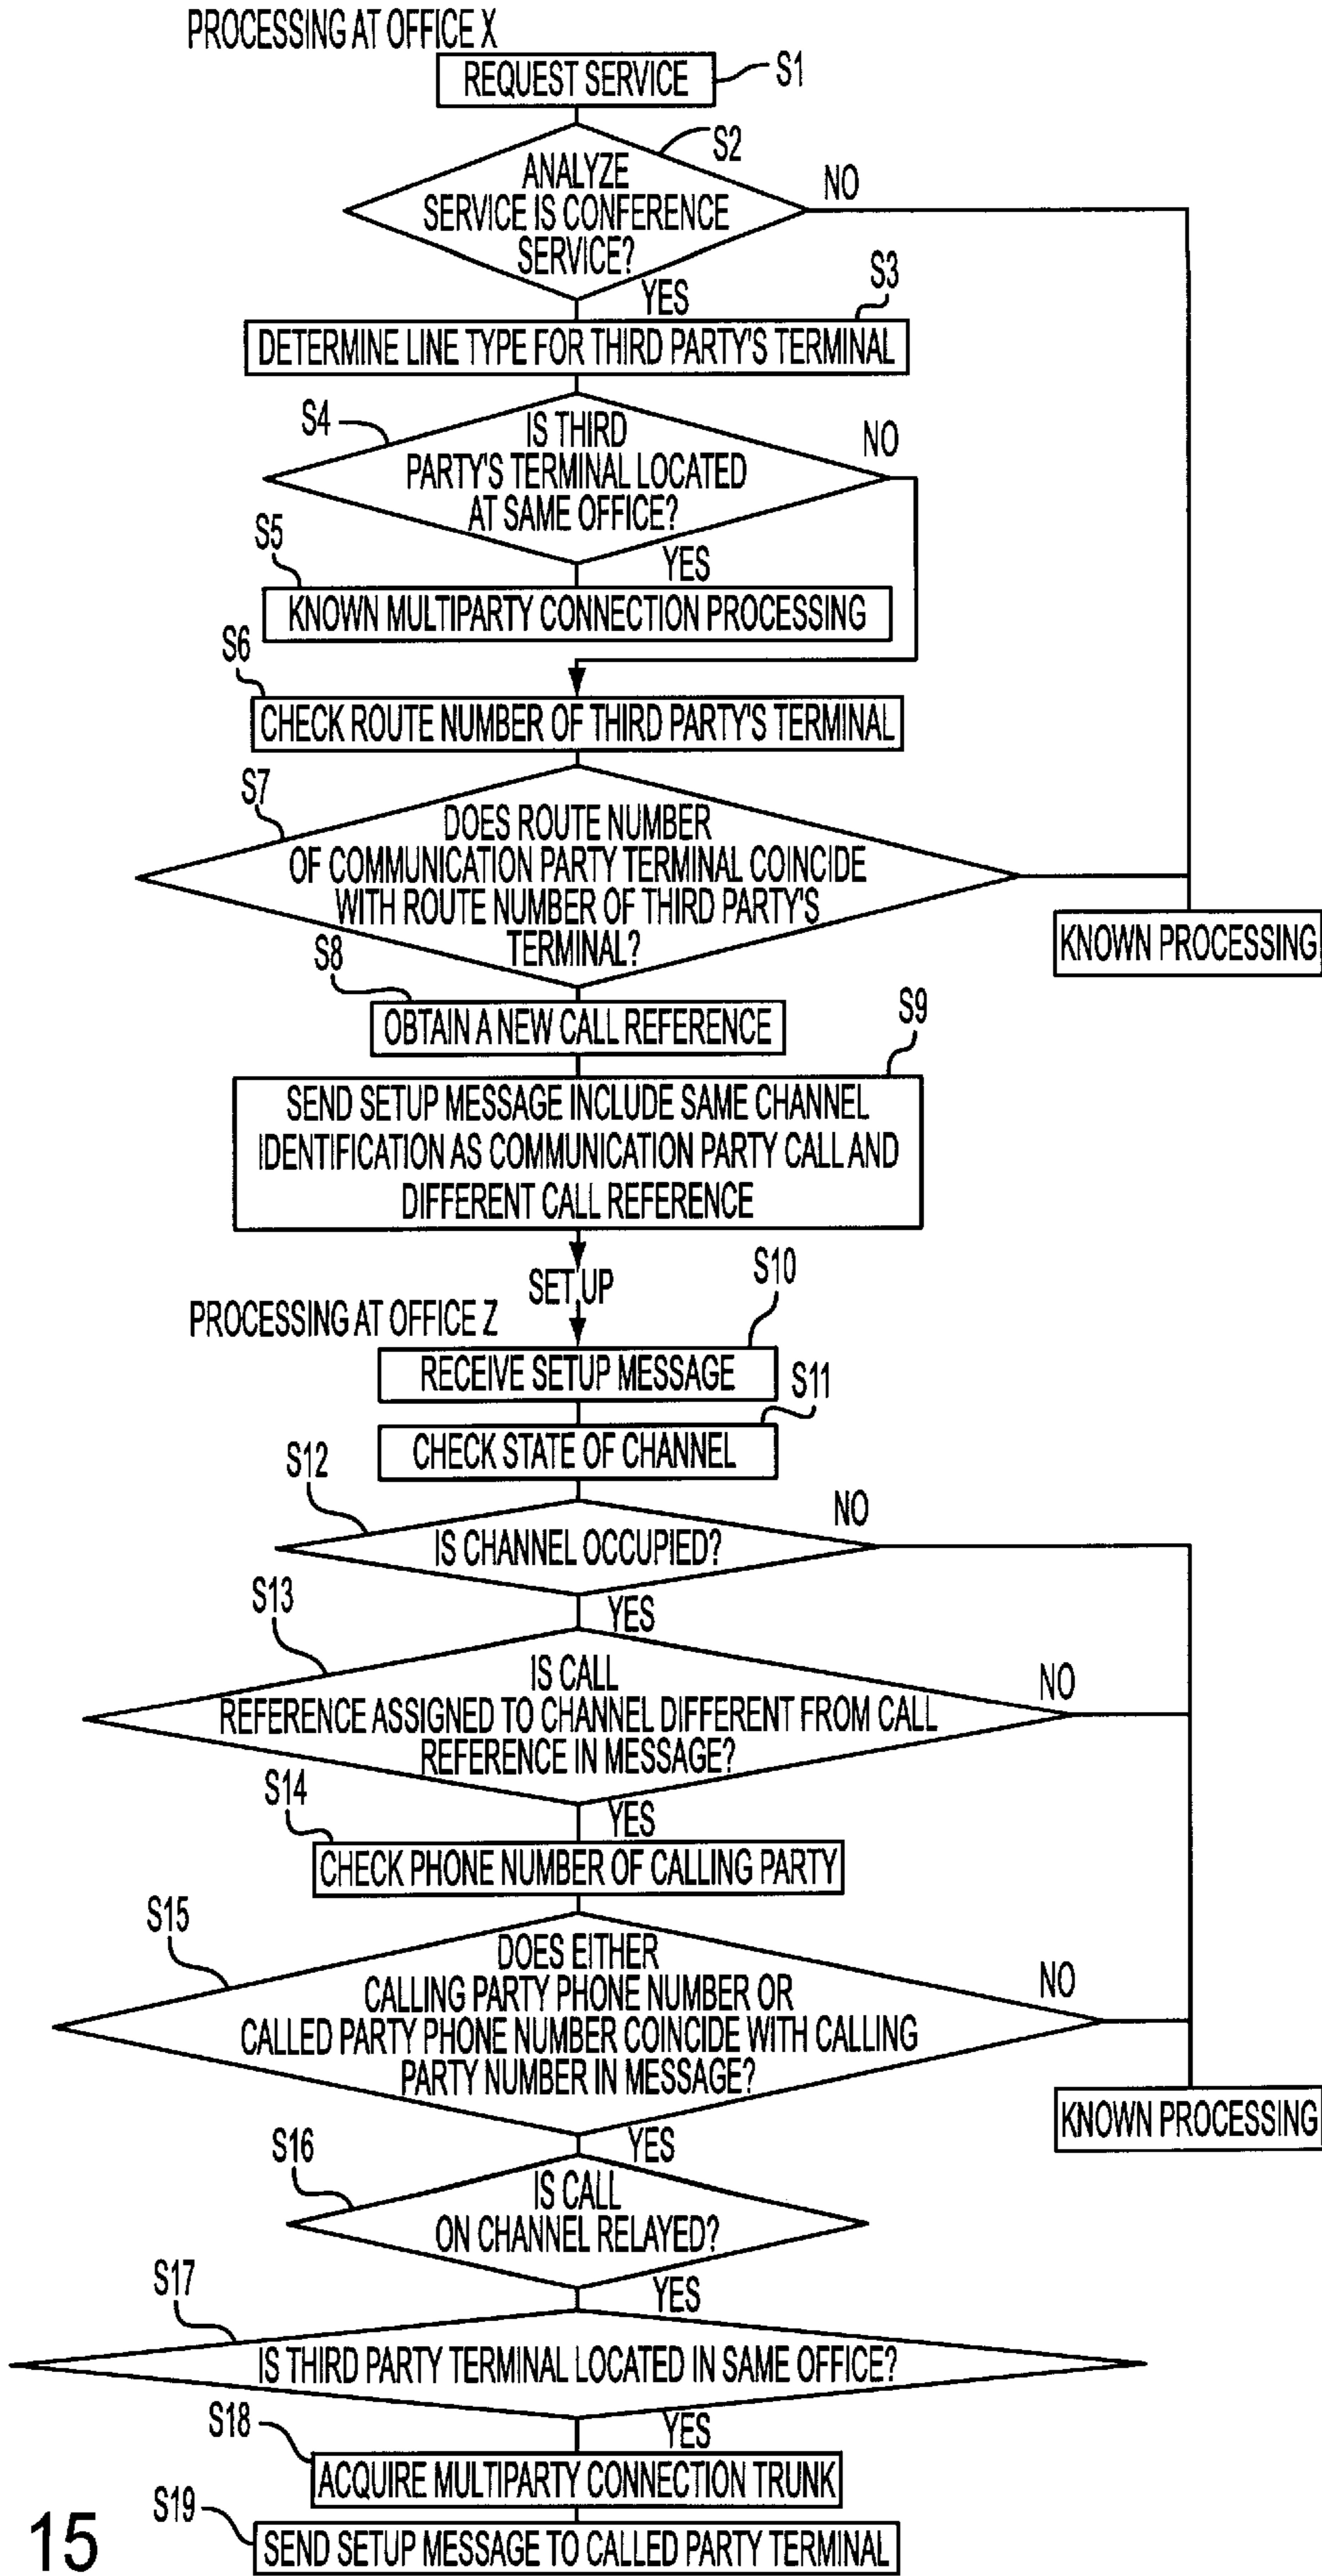 PROCESSING AT OFFICE X
REQUEST SERVICE
S1
S2
ANALYZE
SERVICE IS CONFERENCE
SERVICE?
NO
YES
S3
DETERMINE LINE TYPE FOR THIRD PARTY'S TERMINAL
S4
IS THIRD
PARTY'S TERMINAL LOCATED
AT SAME OFFICE?
NO
S5
YES
KNOWN MULTIPARTY CONNECTION PROCESSING
S6
CHECK ROUTE NUMBER OF THIRD PARTY'S TERMINAL
S7
DOES ROUTE NUMBER
OF COMMUNICATION PARTY TERMINAL COINCIDE
WITH ROUTE NUMBER OF THIRD PARTY'S
TERMINAL?
KNOWN PROCESSING
S8
OBTAIN A NEW CALL REFERENCE
S9
SEND SETUP MESSAGE INCLUDE SAME CHANNEL
IDENTIFICATION AS COMMUNICATION PARTY CALL AND
DIFFERENT CALL REFERENCE
SET UP
S10
PROCESSING AT OFFICE Z
RECEIVE SETUP MESSAGE
S11
CHECK STATE OF CHANNEL
S12
IS CHANNEL OCCUPIED?
NO
YES
S13
IS CALL
REFERENCE ASSIGNED TO CHANNEL DIFFERENT FROM CALL
REFERENCE IN MESSAGE?
NO
S14
YES
CHECK PHONE NUMBER OF CALLING PARTY
S15
DOES EITHER
CALLING PARTY PHONE NUMBER OR
CALLED PARTY PHONE NUMBER COINCIDE WITH CALLING
PARTY NUMBER IN MESSAGE?
NO
KNOWN PROCESSING
S16
YES
IS CALL
ON CHANNEL RELAYED?
S17
YES
IS THIRD PARTY TERMINAL LOCATED IN SAME OFFICE?
S18
YES
ACQUIRE MULTIPARTY CONNECTION TRUNK
S19
SEND SETUP MESSAGE TO CALLED PARTY TERMINAL
15